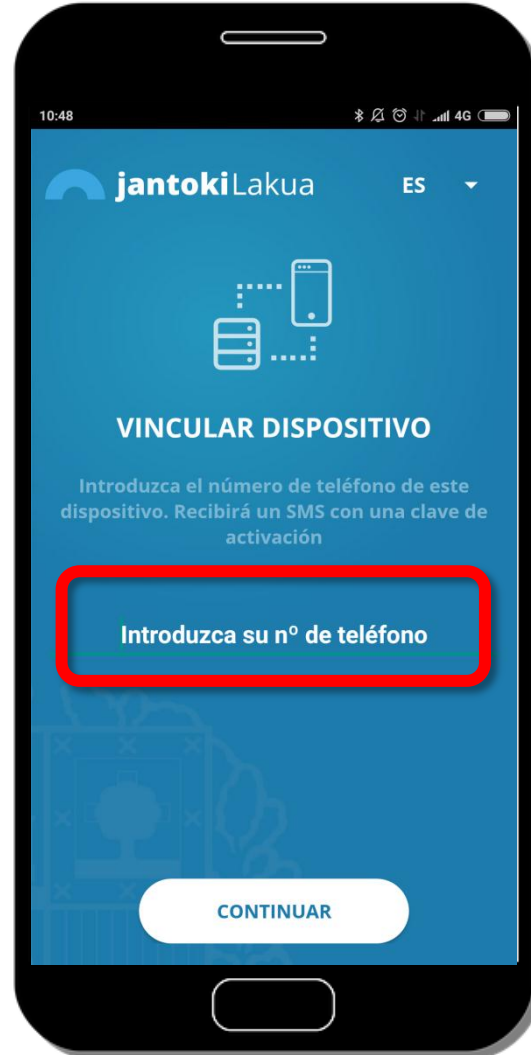 10:48 4G
jantokiLakua ES
VINCULAR DISPOSITIVO
Introduzca el número de teléfono de este
dispositivo. Recibirá un SMS con una clave de
activación
Introduzca su nº de teléfono
CONTINUAR